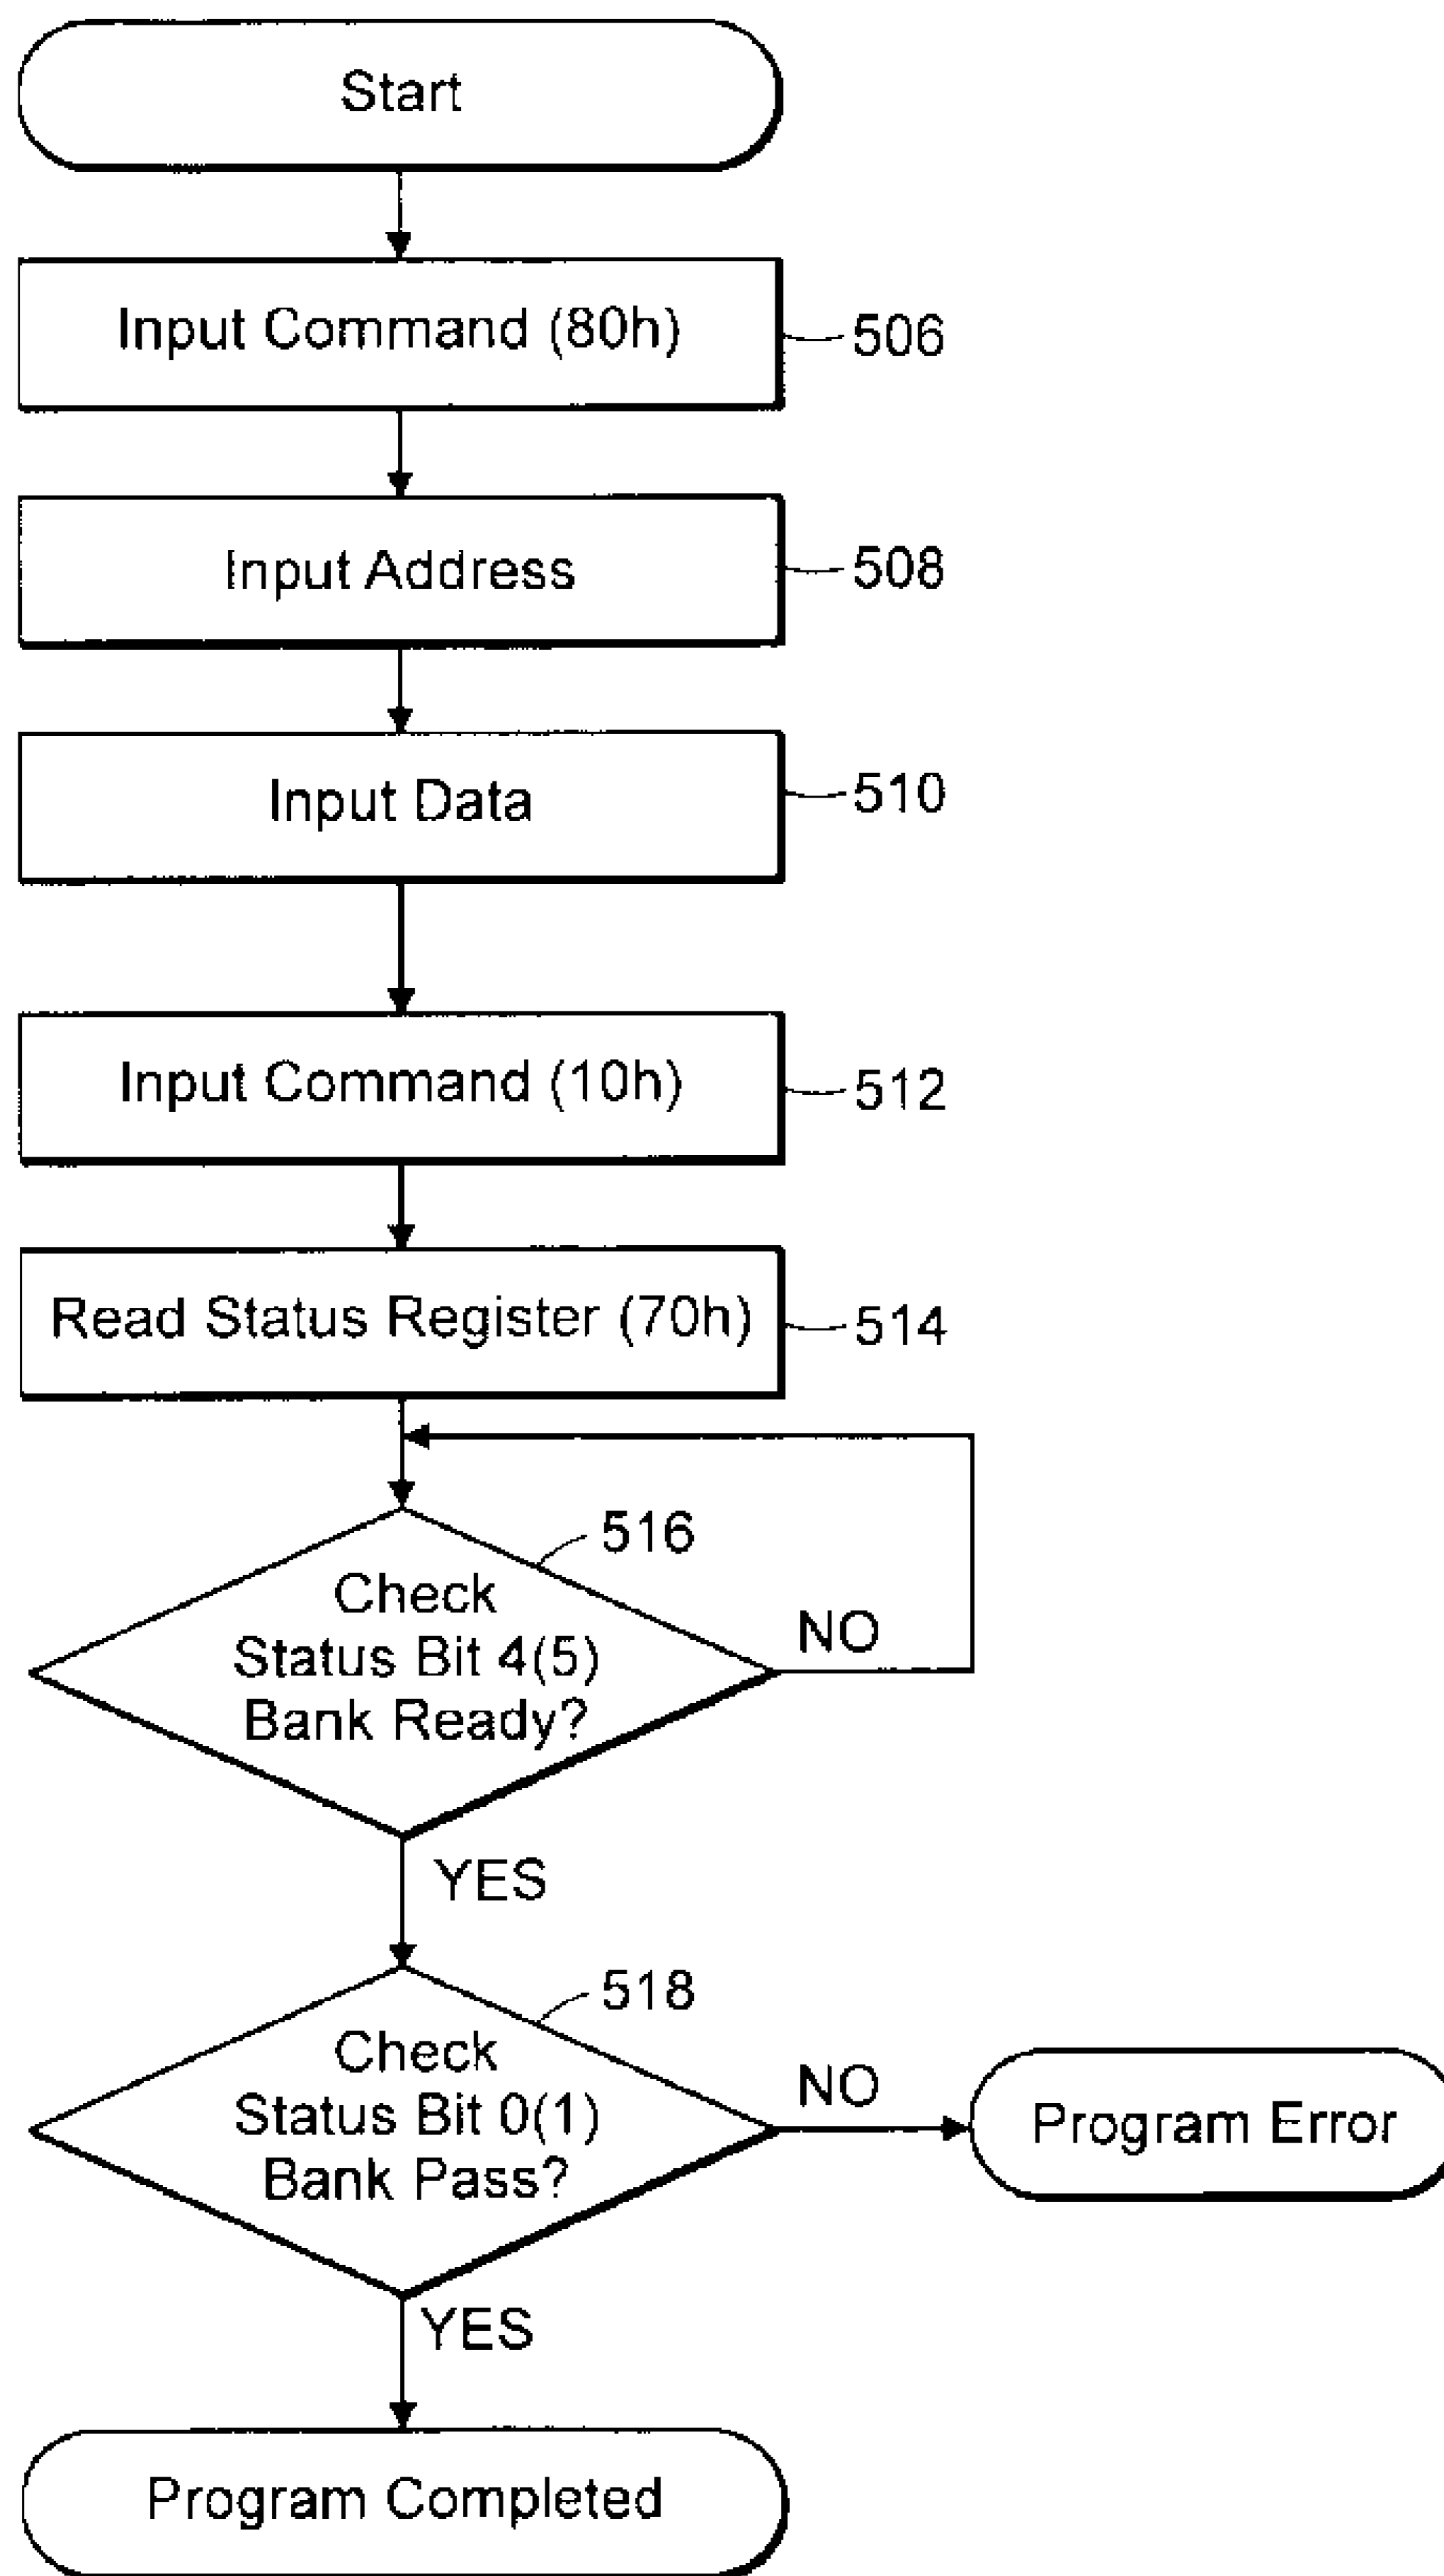 Start
Input Command (80h)
506
Input Address
508
Input Data
510
Input Command (10h)
512
Read Status Register (70h)
514
516
Check
Status Bit 4(5)
Bank Ready?
NO
YES
518
Check
Status Bit 0(1)
Bank Pass?
NO
Program Error
YES
Program Completed